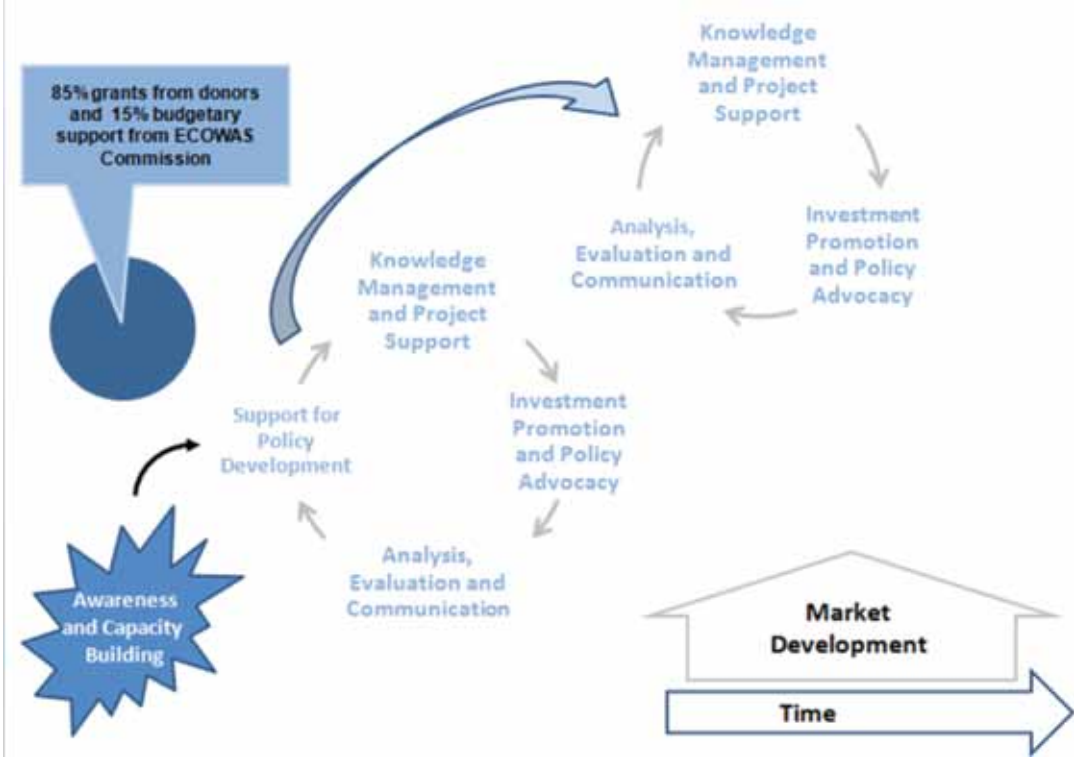 85% grants from donors
and 15% budgetary
support from ECOWAS
Commission
Knowledge
Management
and Project
Support
Analysis,
Evaluation and
Communication
Investment
Promotion
and Policy
Advocacy
Knowledge
Management
and Project
Support
Support for
Policy
Development
Investment
Promotion
and Policy
Advocacy
Analysis,
Evaluation and
Communication
Awareness
and Capacity
Building
Market
Development
Time